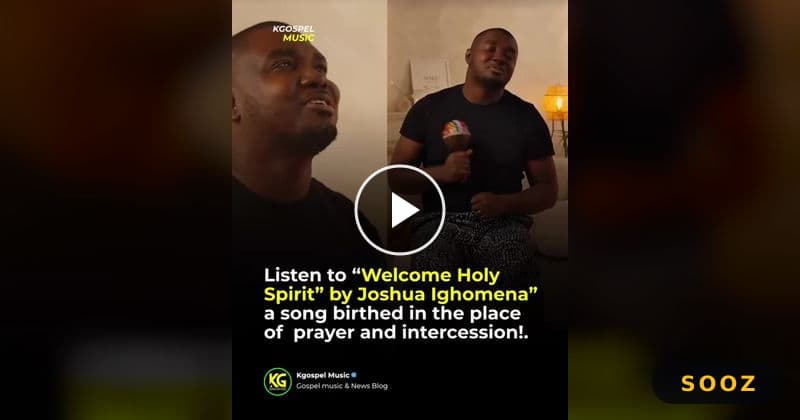 KGOSPEL
MUSIC
Listen to “Welcome Holy
Spirit” by Joshua Ighomena”
a song birthed in the place
of prayer and intercession!.
KG
Kgospel Music
Gospel music & News Blog
SOOZ